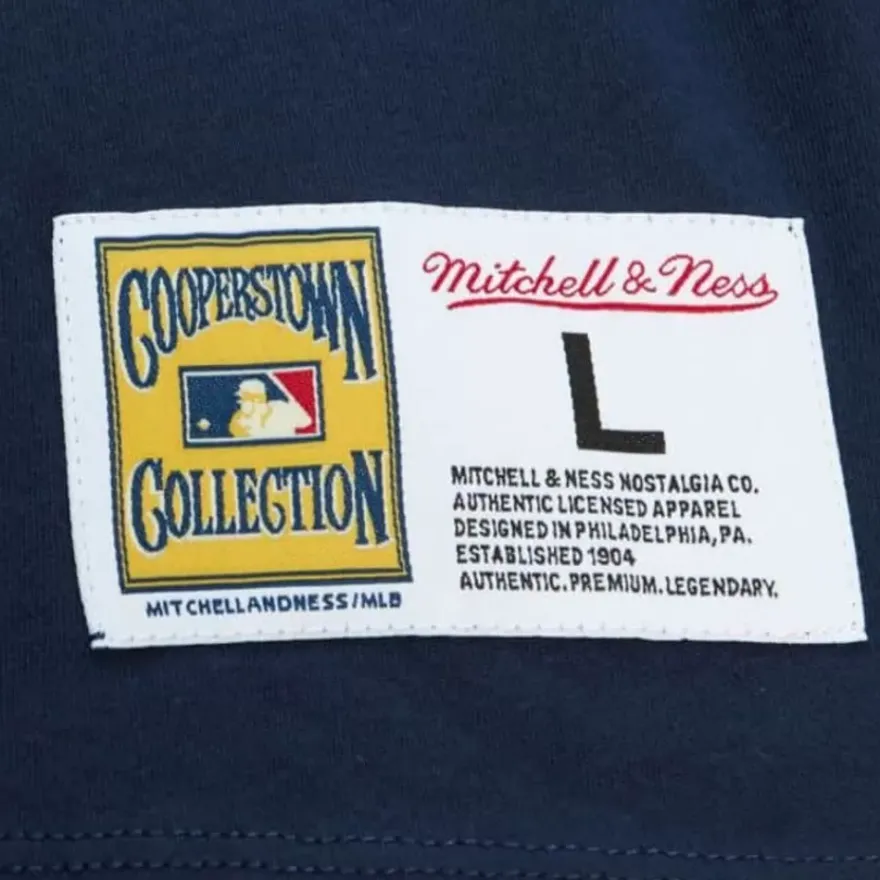 COOPERSTOWN
COLLECTION
MITCHELLANDNESS/MLB
Mitchell & Ness
L
MITCHELL & NESS NOSTALGIA CO.
AUTHENTIC LICENSED APPAREL
DESIGNED IN PHILADELPHIA, PA.
ESTABLISHED 1904
AUTHENTIC. PREMIUM. LEGENDARY.